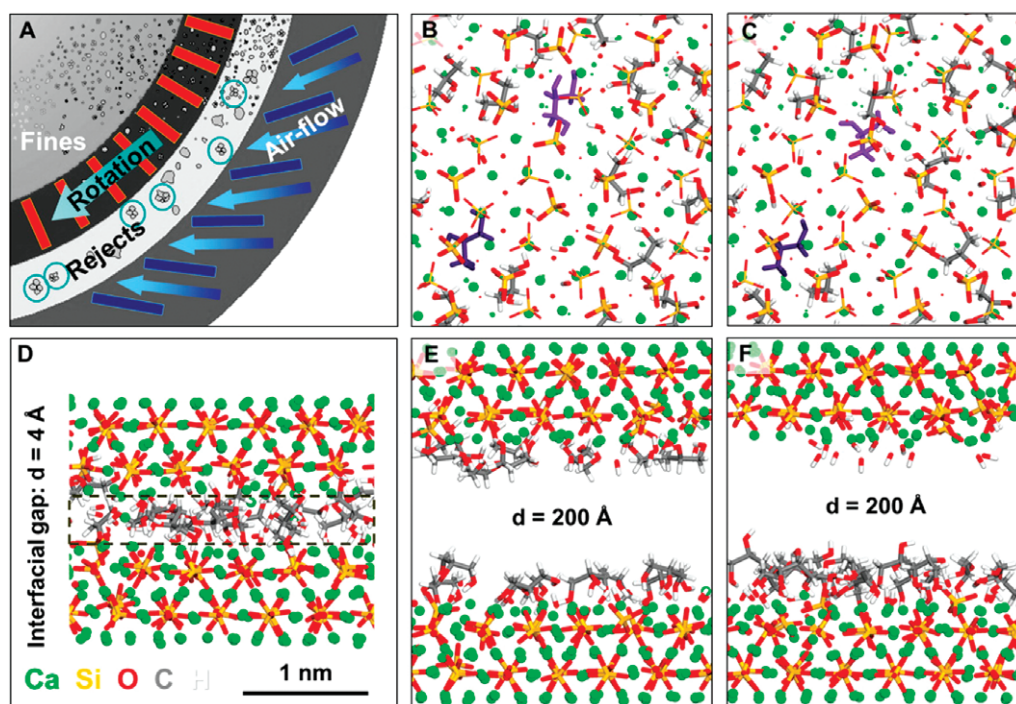 A
Fines
Rotation
Rejects
Air-flow
B
C
D
Interfacial gap: d = 4 Å
Ca Si O C H
1 nm
E
d = 200 Å
F
d = 200 Å